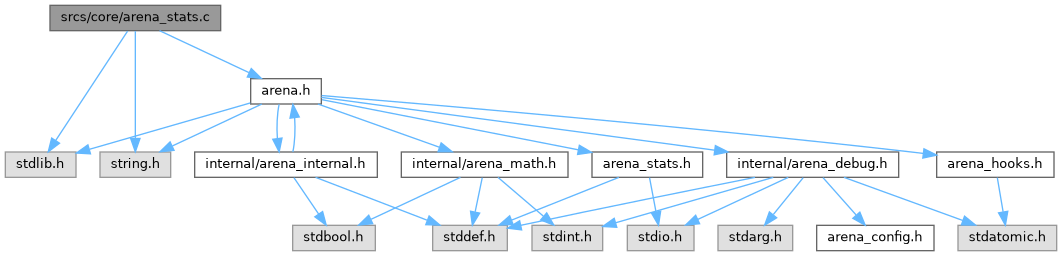 srcs/core/arena_stats.c
arena.h
stdlib.h
string.h
internal/arena_internal.h
internal/arena_math.h
arena_stats.h
internal/arena_debug.h
arena_hooks.h
stdbool.h
stddef.h
stdint.h
stdio.h
stdarg.h
arena_config.h
stdatomic.h